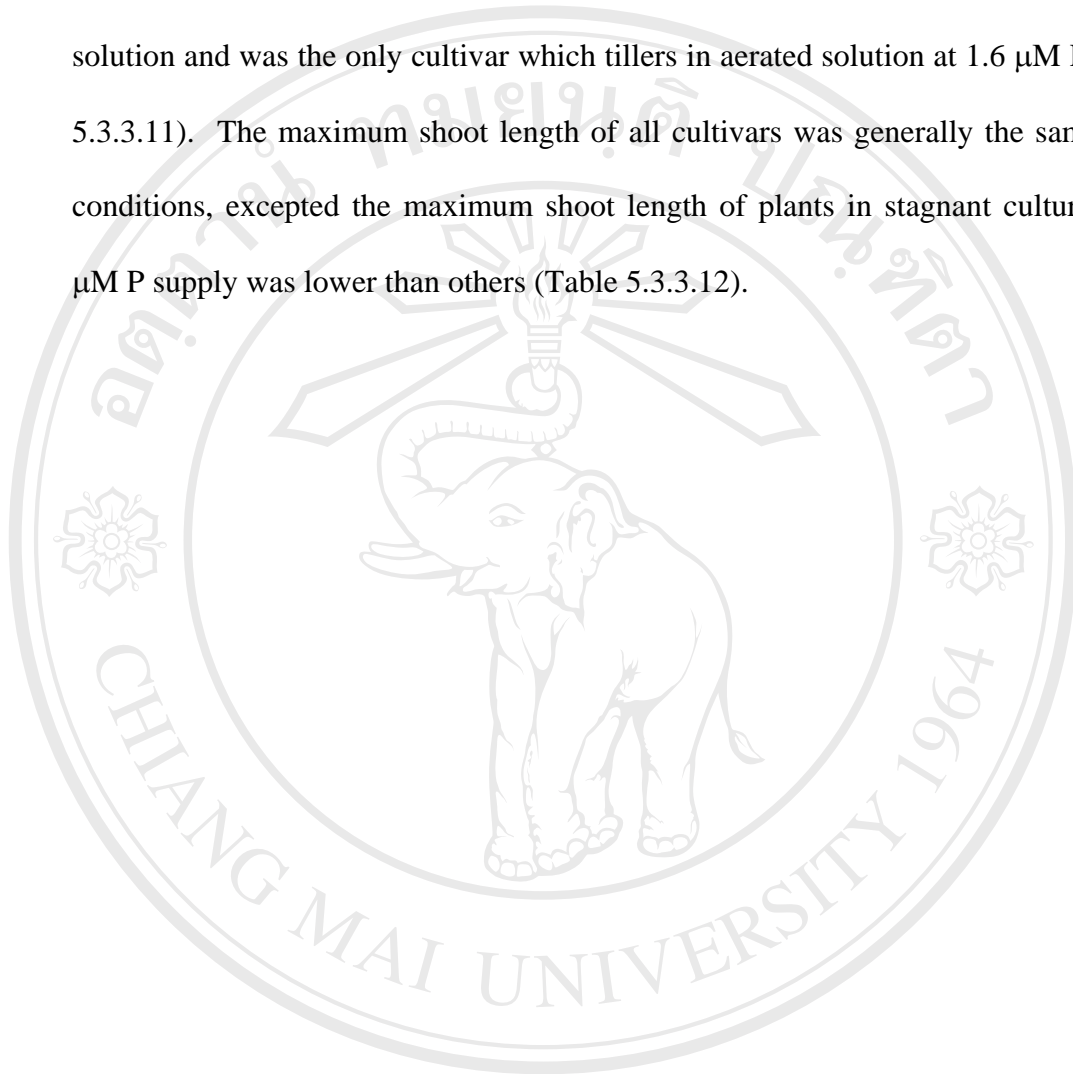 solution and was the only cultivar which tillers in aerated solution at 1.6 μM
5.3.3.11). The maximum shoot length of all cultivars was generally the
conditions, excepted the maximum shoot length of plants in stagnant
μM P supply was lower than others (Table 5.3.3.12).
CHIANG MAI UNIVERSITY 1964